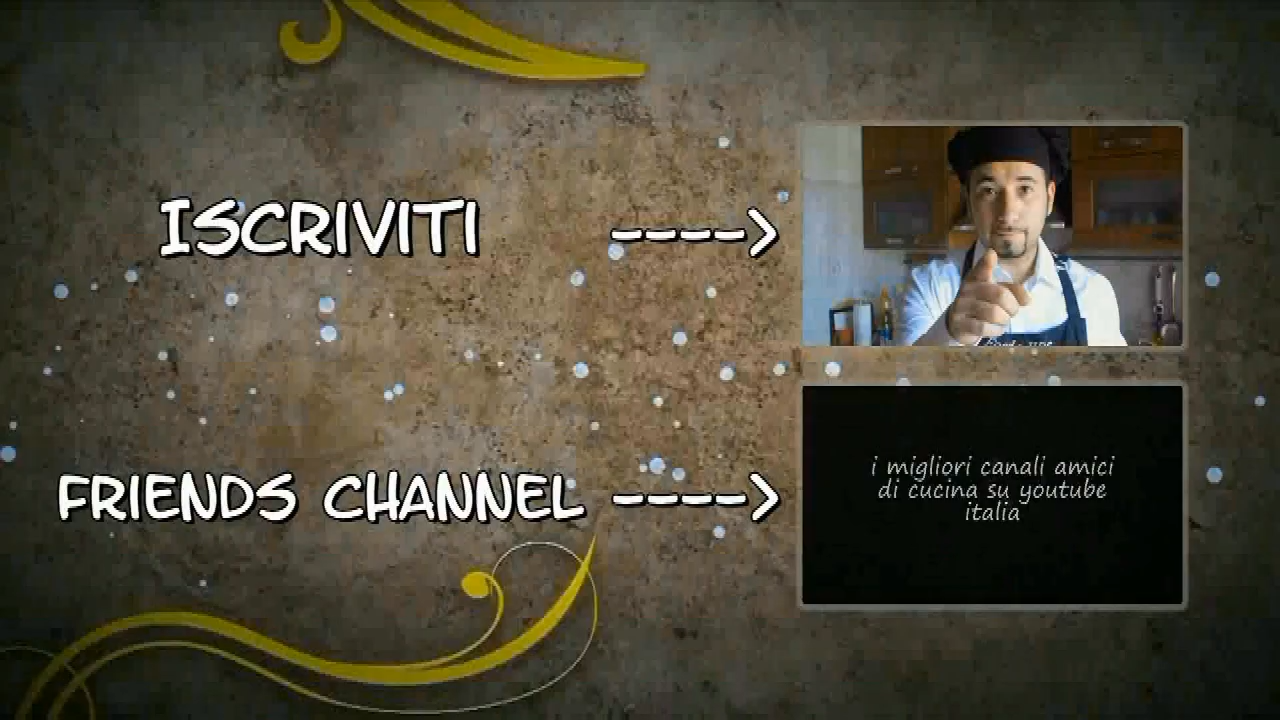 ISCRIVITI ---->
FRIENDS CHANNEL ---->
i migliori canali amici
di cucina su youtube
italia